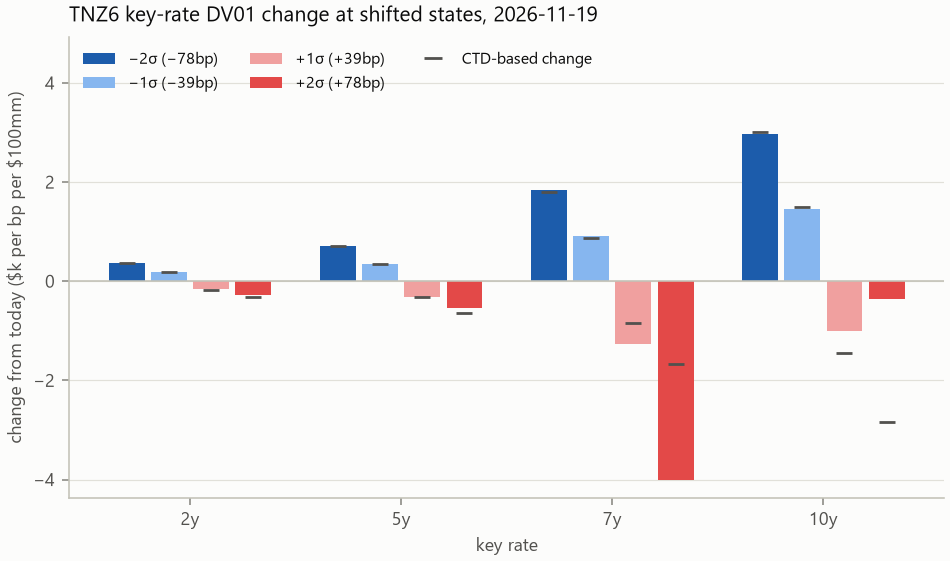 TNZ6 key-rate DV01 change at shifted states, 2026-11-19
−2σ (−78bp)
−1σ (−39bp)
+1σ (+39bp)
+2σ (+78bp)
CTD-based change
change from today ($k per bp per $100mm)
4
2
0
−2
−4
2y
5y
7y
10y
key rate